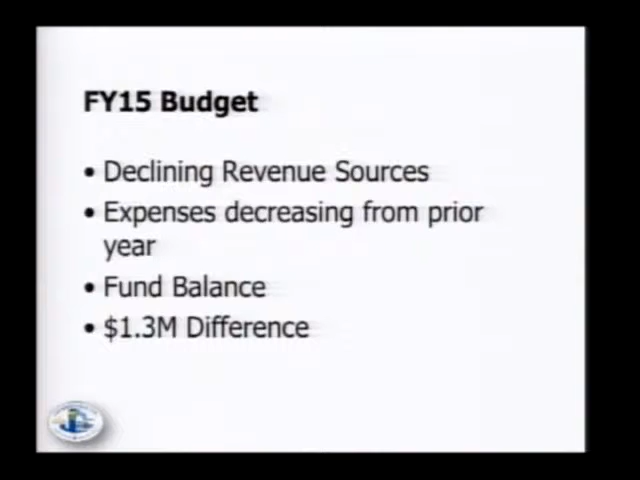 FY15 Budget
• Declining Revenue Sources
• Expenses decreasing from prior
year
• Fund Balance
• $1.3M Difference